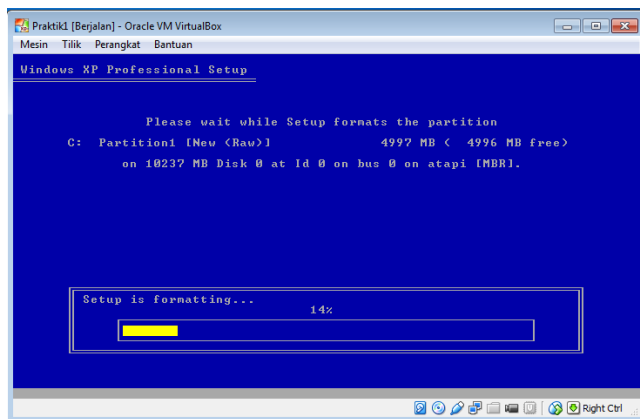 Praktik1 [Berjalan] - Oracle VM VirtualBox
Mesin Tilik Perangkat Bantuan
Windows XP Professional Setup
Please wait while Setup formats the partition
C: Partition1 [New (Raw)] 4997 MB ( 4996 MB free)
on 10237 MB Disk 0 at Id 0 on bus 0 on atapi [MBR].
Setup is formatting...
14%
Right Ctrl